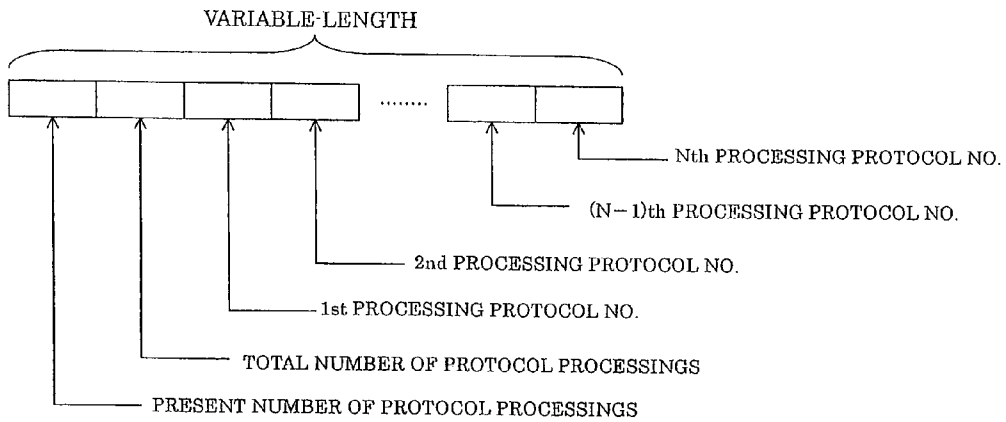 VARIABLE-LENGTH
........
Nth PROCESSING PROTOCOL NO.
(N−1)th PROCESSING PROTOCOL NO.
2nd PROCESSING PROTOCOL NO.
1st PROCESSING PROTOCOL NO.
TOTAL NUMBER OF PROTOCOL PROCESSINGS
PRESENT NUMBER OF PROTOCOL PROCESSINGS